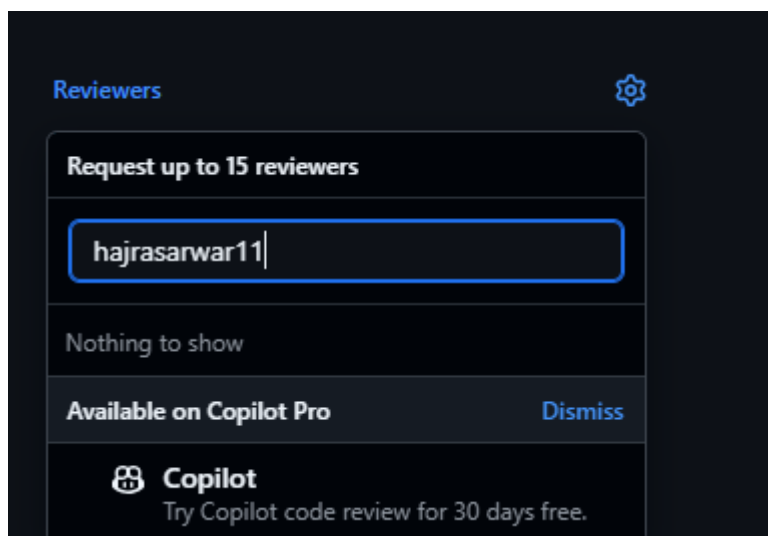 Reviewers
Request up to 15 reviewers
hajrasarwar11
Nothing to show
Available on Copilot Pro Dismiss
Copilot
Try Copilot code review for 30 days free.